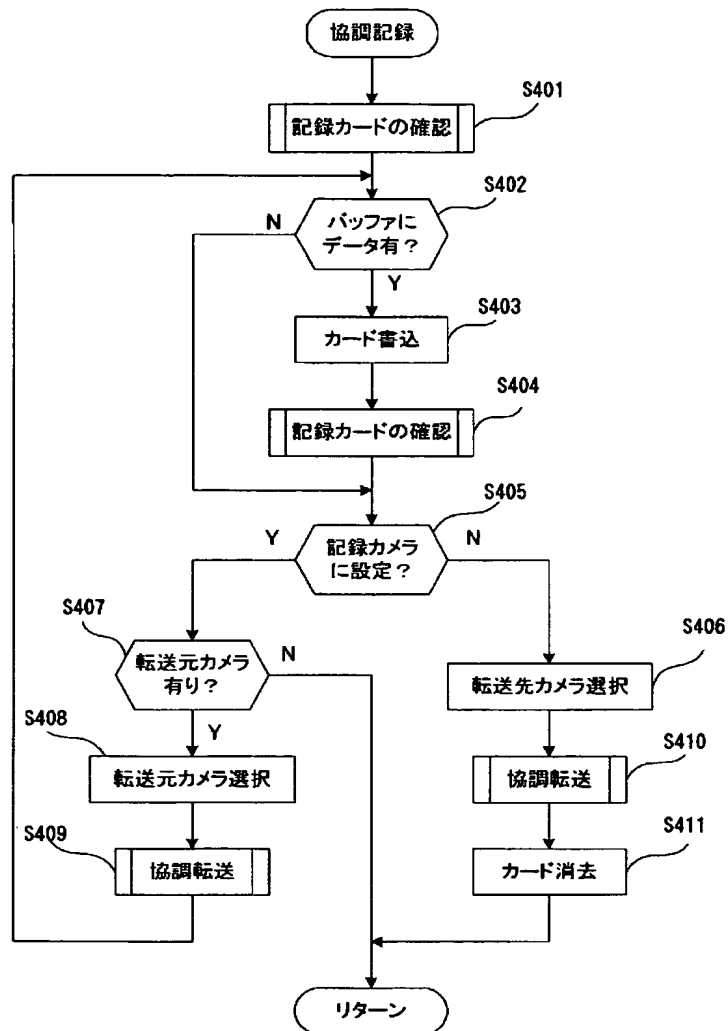 協調記録
S401
記録カードの確認
S402
バッファに
データ有？
N
Y
S403
カード書込
S404
記録カードの確認
S405
記録カメラ
に設定？
Y
N
S407
転送元カメラ
有り？
N
Y
S406
転送先カメラ選択
S408
転送元カメラ選択
S410
協調転送
S409
協調転送
S411
カード消去
リターン